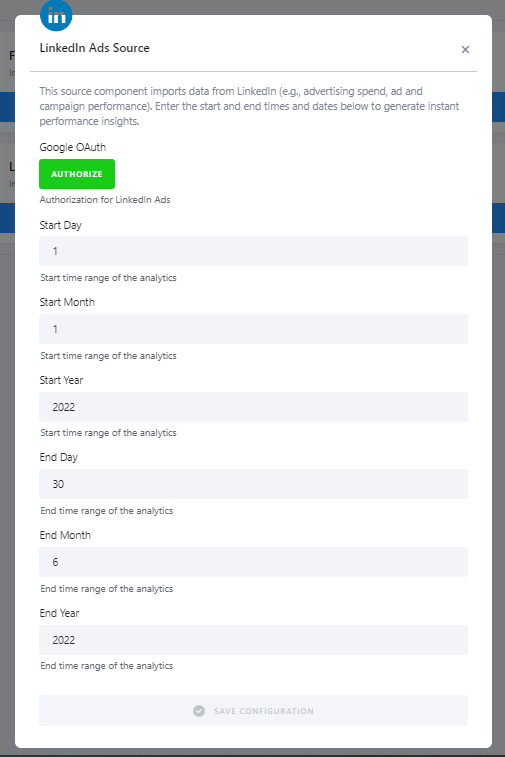 in
LinkedIn Ads Source
×
This source component imports data from LinkedIn (e.g., advertising spend, ad and
campaign performance). Enter the start and end times and dates below to generate instant
performance insights.
Google OAuth
AUTHORIZE
Authorization for LinkedIn Ads
Start Day
1
Start time range of the analytics
Start Month
1
Start time range of the analytics
Start Year
2022
Start time range of the analytics
End Day
30
End time range of the analytics
End Month
6
End time range of the analytics
End Year
2022
End time range of the analytics
SAVE CONFIGURATION